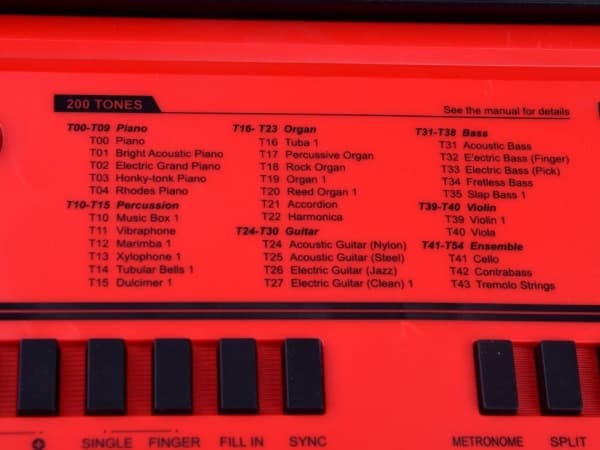 200 TONES
See the manual for details
T00-T09 Piano
T00 Piano
T01 Bright Acoustic Piano
T02 Electric Grand Piano
T03 Honky-tonk Piano
T04 Rhodes Piano
T10-T15 Percussion
T10 Music Box 1
T11 Vibraphone
T12 Marimba 1
T13 Xylophone 1
T14 Tubular Bells 1
T15 Dulcimer 1
T16- T23 Organ
T16 Tuba 1
T17 Percussive Organ
T18 Rock Organ
T19 Organ 1
T20 Reed Organ 1
T21 Accordion
T22 Harmonica
T24-T30 Guitar
T24 Acoustic Guitar (Nylon)
T25 Acoustic Guitar (Steel)
T26 Electric Guitar (Jazz)
T27 Electric Guitar (Clean) 1
T31-T38 Bass
T31 Acoustic Bass
T32 E'ectric Bass (Finger)
T33 Electric Bass (Pick)
T34 Fretless Bass
T35 Slap Bass 1
T39-T40 Violin
T39 Violin 1
T40 Viola
T41-T54 Ensemble
T41 Cello
T42 Contrabass
T43 Tremolo Strings
SINGLE FINGER FILL IN SYNC METRONOME SPLIT